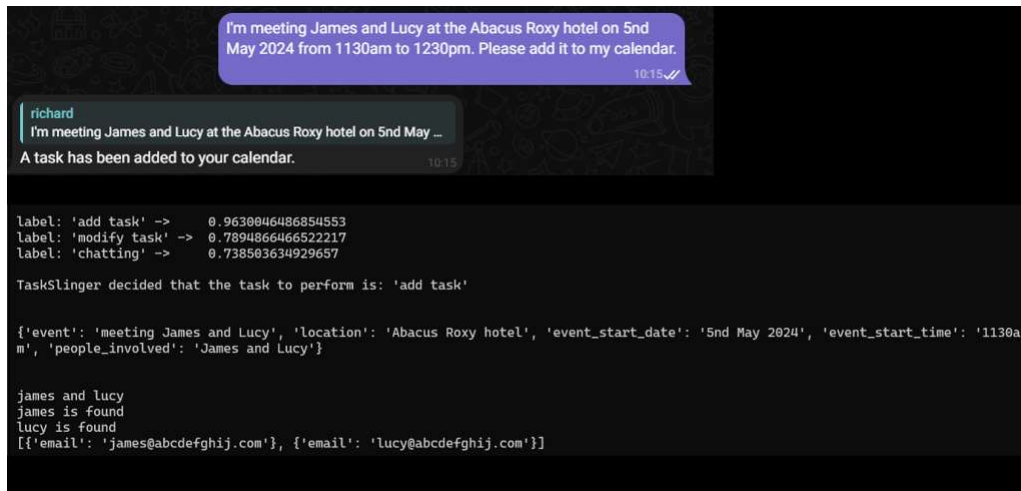 I'm meeting James and Lucy at the Abacus Roxy hotel on 5nd
May 2024 from 1130am to 1230pm. Please add it to my calendar.
10:15
richard
I'm meeting James and Lucy at the Abacus Roxy hotel on 5nd May ...
A task has been added to your calendar.
10:15
label: 'add task' -> 0.9630046486854553
label: 'modify task' -> 0.7894866466522217
label: 'chatting' -> 0.738503634929657
TaskSlinger decided that the task to perform is: 'add task'
{'event': 'meeting James and Lucy', 'location': 'Abacus Roxy hotel', 'event_start_date': '5nd May 2024', 'event_start_time': '1130a
m', 'people_involved': 'James and Lucy'}
james and lucy
james is found
lucy is found
[{'email': 'james@abcdefghij.com'}, {'email': 'lucy@abcdefghij.com'}]